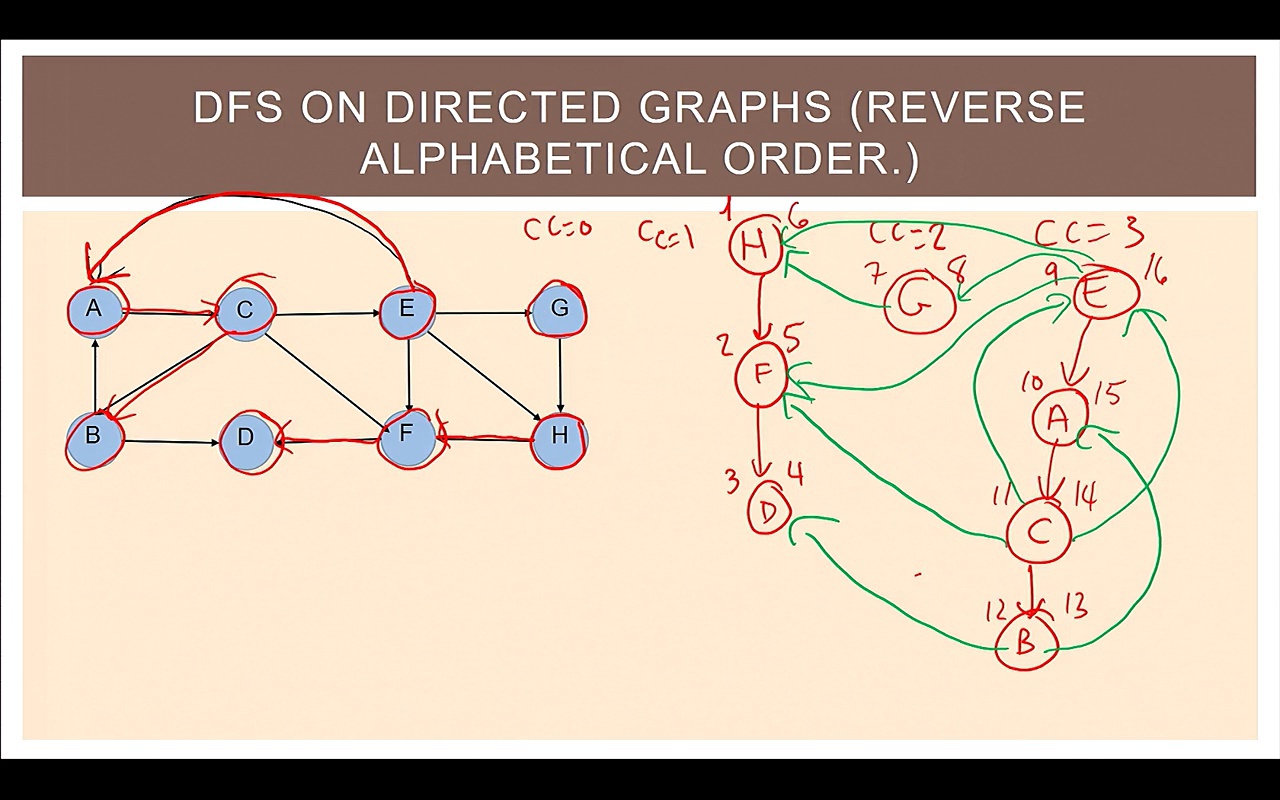 DFS ON DIRECTED GRAPHS (REVERSE
ALPHABETICAL ORDER.)
A C E G
B D F H
CC=0 CC=1 CC=2 CC=3
1 H 6
7 G 8
9 E 16
2 F 5
10 A 15
3 D 4
11 C 14
12 B 13